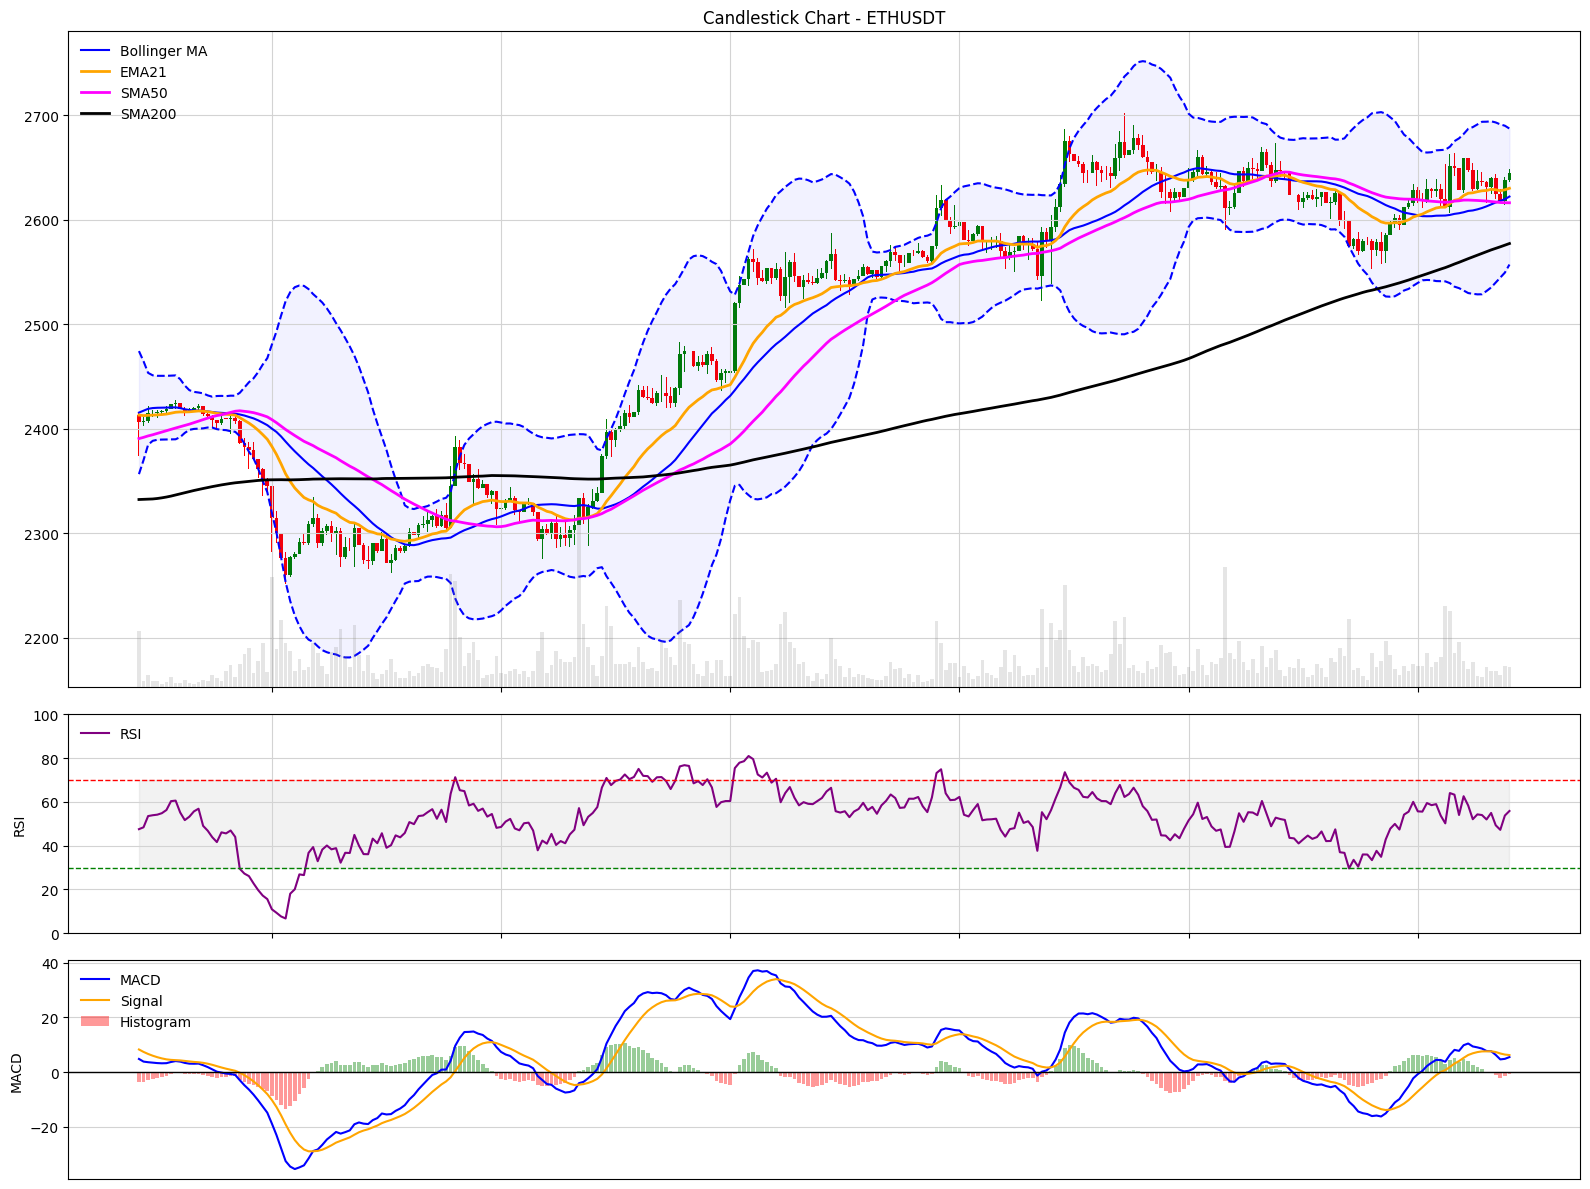 Candlestick Chart - ETHUSDT
Bollinger MA
EMA21
SMA50
SMA200
2700
2600
2500
2400
2300
2200
100
80
60
40
20
0
RSI
RSI
40
20
0
−20
MACD
MACD
Signal
Histogram